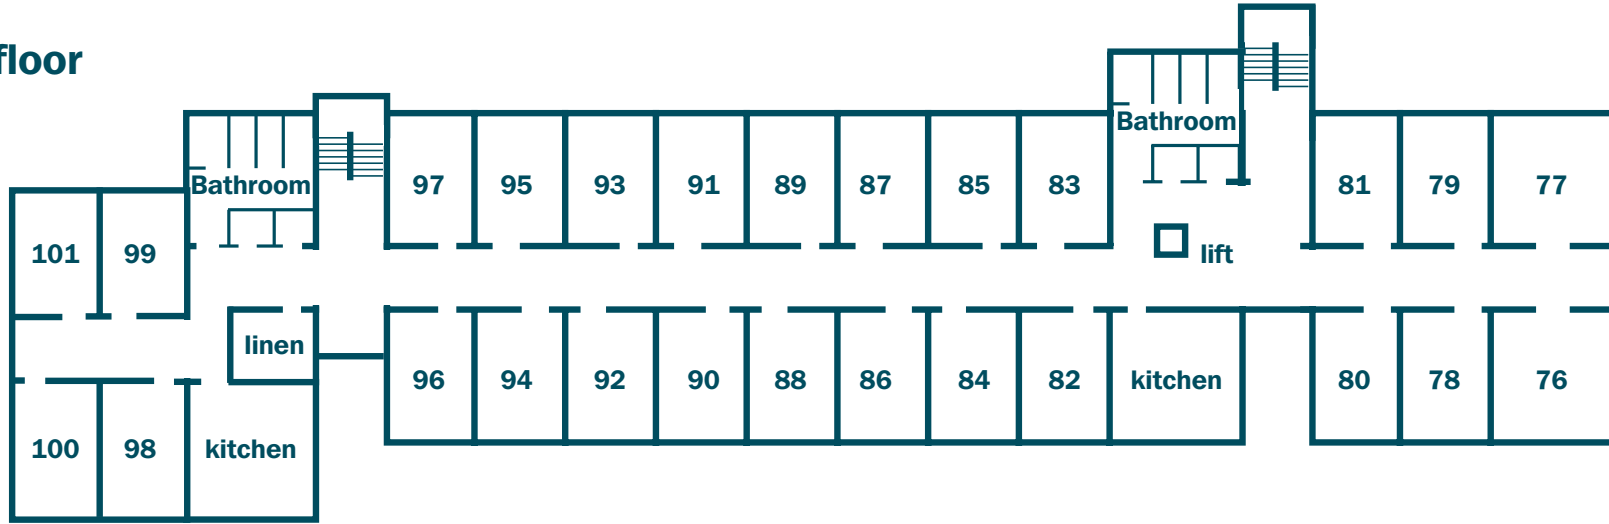 floor
Bathroom
Bathroom
97 95 93 91 89 87 85 83
81 79 77
101 99
lift
linen
96 94 92 90 88 86 84 82 kitchen
80 78 76
100 98 kitchen